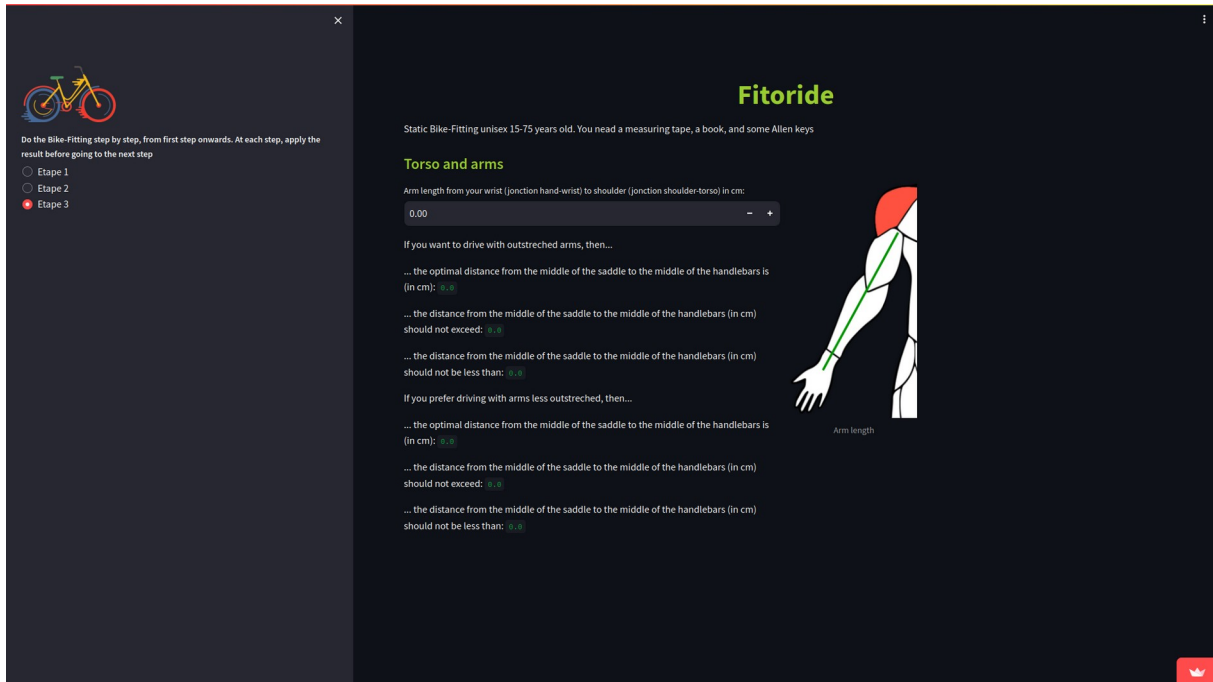 Do the Bike-Fitting step by step, from first step onwards. At each step, apply the
result before going to the next step
Etape 1
Etape 2
Etape 3
Fitoride
Static Bike-Fitting unisex 15-75 years old. You nead a measuring tape, a book, and some Allen keys
Torso and arms
Arm length from your wrist (jonction hand-wrist) to shoulder (jonction shoulder-torso) in cm:
0.00
If you want to drive with outstreched arms, then...
... the optimal distance from the middle of the saddle to the middle of the handlebars is
(in cm): 0.0
... the distance from the middle of the saddle to the middle of the handlebars (in cm)
should not exceed: 0.0
... the distance from the middle of the saddle to the middle of the handlebars (in cm)
should not be less than: 0.0
If you prefer driving with arms less outstreched, then...
... the optimal distance from the middle of the saddle to the middle of the handlebars is
(in cm): 0.0
... the distance from the middle of the saddle to the middle of the handlebars (in cm)
should not exceed: 0.0
... the distance from the middle of the saddle to the middle of the handlebars (in cm)
should not be less than: 0.0
Arm length